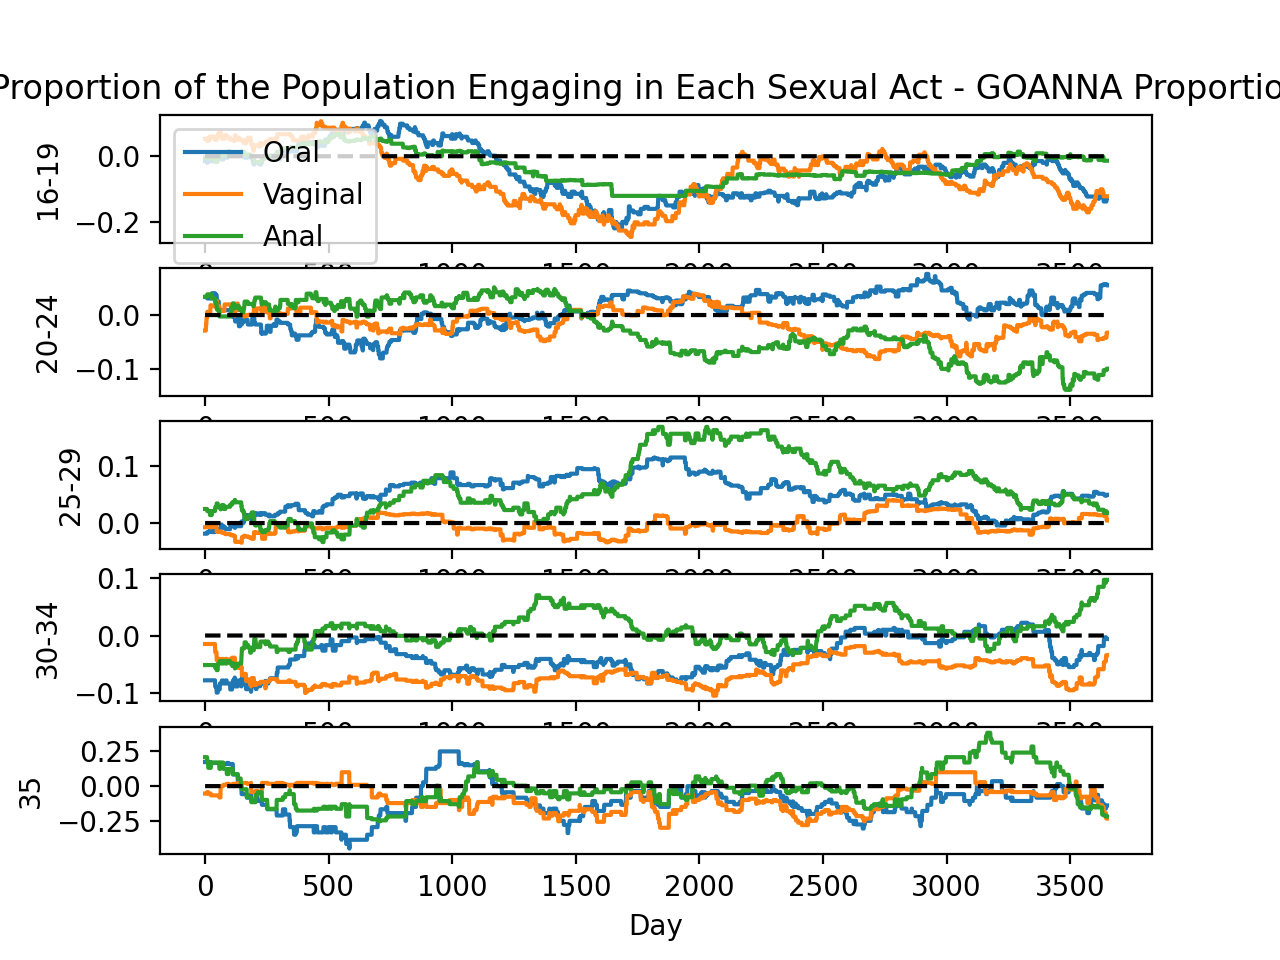 Proportion of the Population Engaging in Each Sexual Act - GOANNA Proportio
Oral
Vaginal
Anal
16-19
0.0
−0.2
20-24
0.0
−0.1
25-29
0.1
0.0
30-34
0.1
0.0
−0.1
35
0.25
0.00
−0.25
0 500 1000 1500 2000 2500 3000 3500
Day